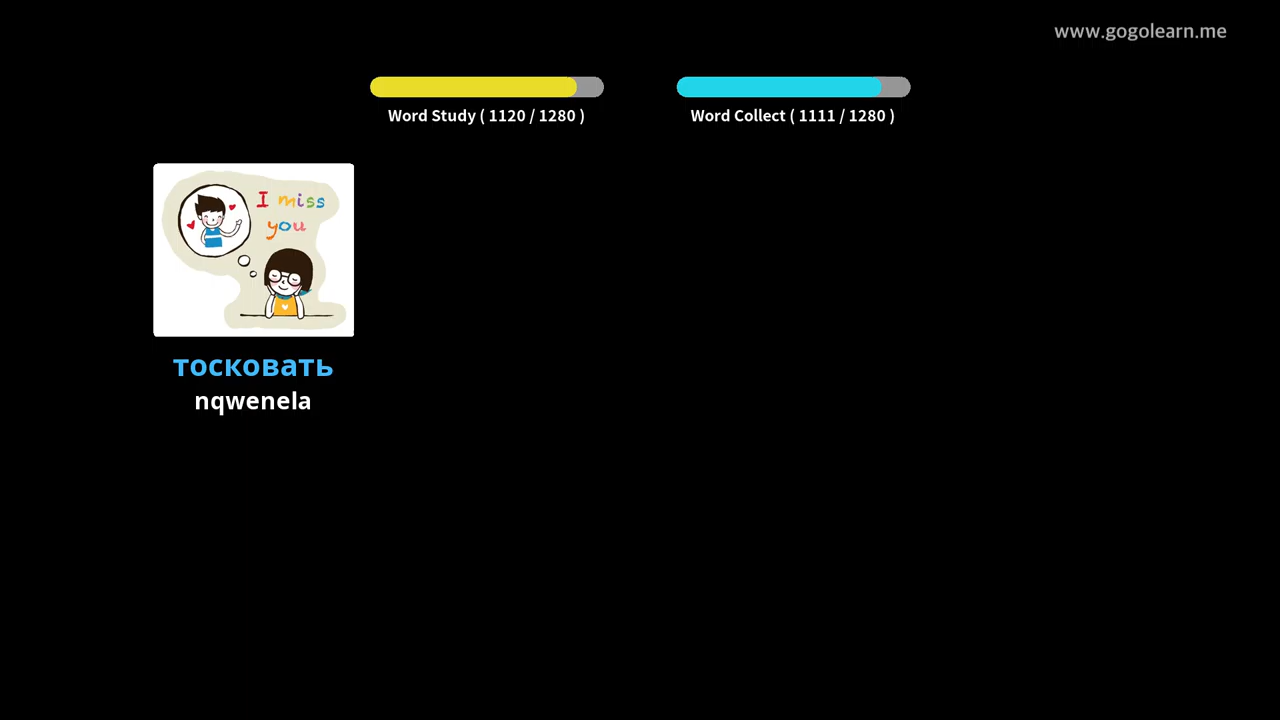 www.gogolearn.me
Word Study ( 1120 / 1280 )
Word Collect ( 1111 / 1280 )
I miss
you
тосковать
nqwenela